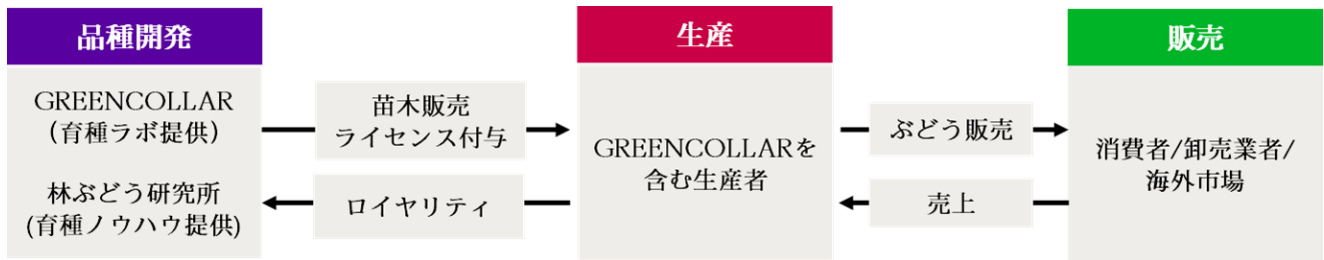 品種開発
GREENCOLLAR
（育種ラボ提供）
林ぶどう研究所
(育種ノウハウ提供)
苗木販売
ライセンス付与
ロイヤリティ
生産
GREENCOLLARを
含む生産者
ぶどう販売
売上
販売
消費者/卸売業者/
海外市場